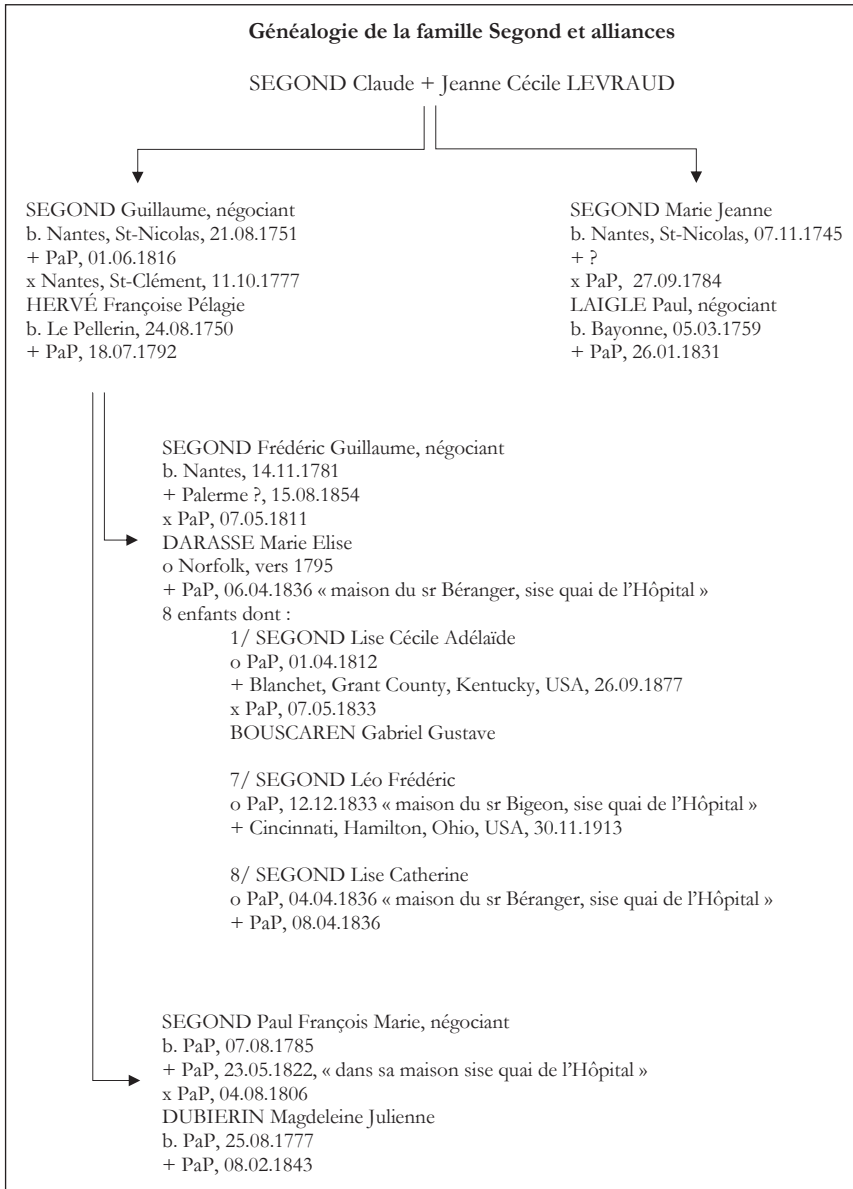 Généalogie de la famille Segond et alliances
SEGOND Claude + Jeanne Cécile LEVRAUD
SEGOND Guillaume, négociant
b. Nantes, St-Nicolas, 21.08.1751
+ PaP, 01.06.1816
x Nantes, St-Clément, 11.10.1777
HERVÉ Françoise Pélagie
b. Le Pellerin, 24.08.1750
+ PaP, 18.07.1792
SEGOND Marie Jeanne
b. Nantes, St-Nicolas, 07.11.1745
+ ?
x PaP, 27.09.1784
LAIGLE Paul, négociant
b. Bayonne, 05.03.1759
+ PaP, 26.01.1831
SEGOND Frédéric Guillaume, négociant
b. Nantes, 14.11.1781
+ Palerme ?, 15.08.1854
x PaP, 07.05.1811
DARASSE Marie Elise
o Norfolk, vers 1795
+ PaP, 06.04.1836 « maison du sr Béranger, sise quai de l'Hôpital »
8 enfants dont :
1/ SEGOND Lise Cécile Adélaïde
o PaP, 01.04.1812
+ Blanchet, Grant County, Kentucky, USA, 26.09.1877
x PaP, 07.05.1833
BOUSCAREN Gabriel Gustave
7/ SEGOND Léo Frédéric
o PaP, 12.12.1833 « maison du sr Bigeon, sise quai de l'Hôpital »
+ Cincinnati, Hamilton, Ohio, USA, 30.11.1913
8/ SEGOND Lise Catherine
o PaP, 04.04.1836 « maison du sr Béranger, sise quai de l'Hôpital »
+ PaP, 08.04.1836
SEGOND Paul François Marie, négociant
b. PaP, 07.08.1785
+ PaP, 23.05.1822, « dans sa maison sise quai de l'Hôpital »
x PaP, 04.08.1806
DUBIERIN Magdeleine Julienne
b. PaP, 25.08.1777
+ PaP, 08.02.1843